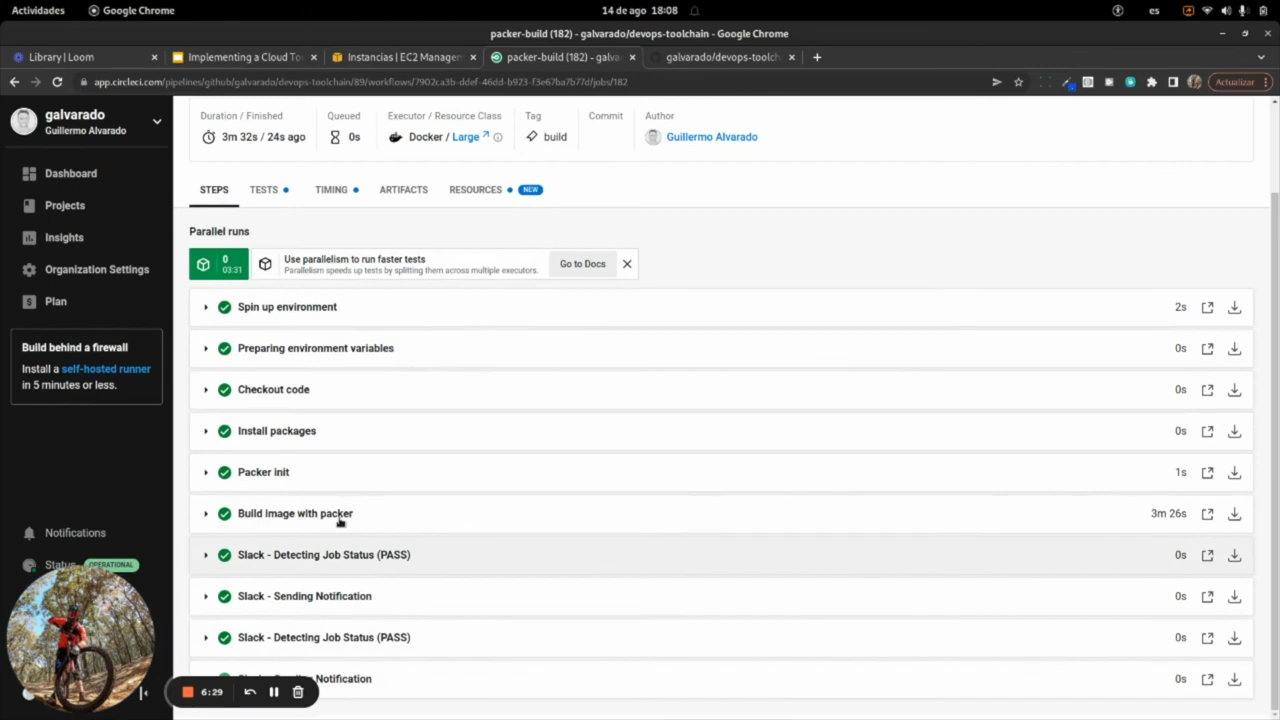 Actividades
Google Chrome
14 de ago 18:08
es
packer-build (182) - galvarado/devops-toolchain - Google Chrome
Library | Loom
Implementing a Cloud To
Instancias | EC2 Managem
packer-build (182) - galva
galvarado/devops-toolch
app.circleci.com/pipelines/github/galvarado/devops-toolchain/89/workflows/7902ca3b-ddef-46dd-b923-f3e67ba7b77d/jobs/182
Actualizar
galvarado
Guillermo Alvarado
Dashboard
Projects
Insights
Organization Settings
Plan
Build behind a firewall
Install a self-hosted runner
in 5 minutes or less.
Notifications
Status
OPERATIONAL
Duration / Finished
3m 32s / 24s ago
Queued
0s
Executor / Resource Class
Docker / Large
Tag
build
Commit
Author
Guillermo Alvarado
STEPS
TESTS
TIMING
ARTIFACTS
RESOURCES
NEW
Parallel runs
0
03:31
Use parallelism to run faster tests
Parallelism speeds up tests by splitting them across multiple executors.
Go to Docs
Spin up environment 2s
Preparing environment variables 0s
Checkout code 0s
Install packages 0s
Packer init 1s
Build image with packer 3m 26s
Slack - Detecting Job Status (PASS) 0s
Slack - Sending Notification 0s
Slack - Detecting Job Status (PASS) 0s
Notification 0s
6:29